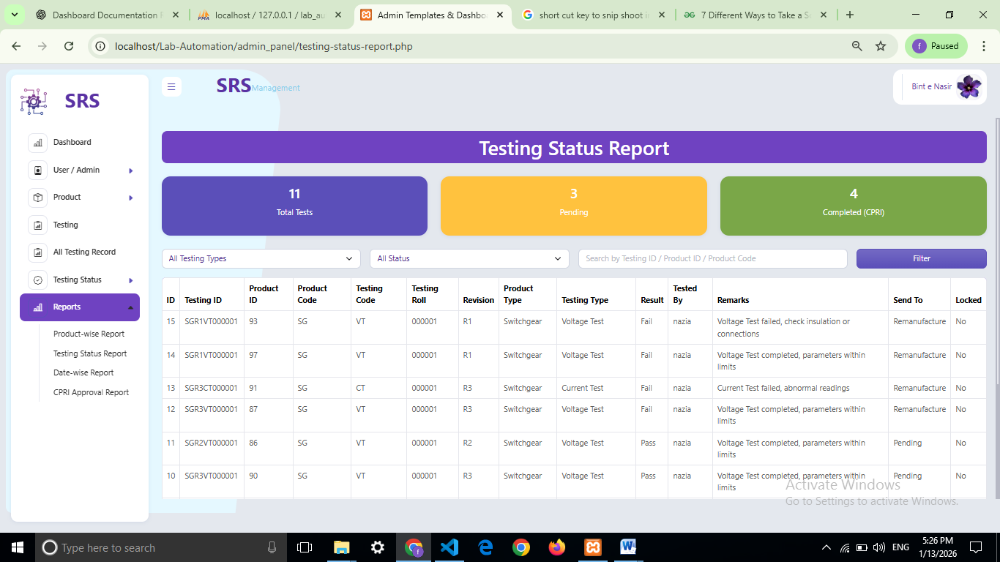 Dashboard Documentation F
localhost / 127.0.0.1 / lab_au
Admin Templates & Dashbo
short cut key to snip shoot i
7 Different Ways to Take a S
localhost/Lab-Automation/admin_panel/testing-status-report.php
f Paused
SRS
Dashboard
User / Admin
Product
Testing
All Testing Record
Testing Status
Reports
Product-wise Report
Testing Status Report
Date-wise Report
CPRI Approval Report
SRSManagement
Bint e Nasir
Testing Status Report
11
Total Tests
3
Pending
4
Completed (CPRI)
All Testing Types
All Status
Search by Testing ID / Product ID / Product Code
Filter
ID Testing ID Product ID Product Code Testing Code Testing Roll Revision Product Type Testing Type Result Tested By Remarks Send To Locked
15 SGR1VT000001 93 SG VT 000001 R1 Switchgear Voltage Test Fail nazia Voltage Test failed, check insulation or connections Remanufacture No
14 SGR1VT000001 97 SG VT 000001 R1 Switchgear Voltage Test Fail nazia Voltage Test completed, parameters within limits Remanufacture No
13 SGR3CT000001 91 SG CT 000001 R3 Switchgear Current Test Fail nazia Current Test failed, abnormal readings Remanufacture No
12 SGR3VT000001 87 SG VT 000001 R3 Switchgear Voltage Test Fail nazia Voltage Test completed, parameters within limits Remanufacture No
11 SGR2VT000001 86 SG VT 000001 R2 Switchgear Voltage Test Pass nazia Voltage Test completed, parameters within limits Pending No
10 SGR3VT000001 90 SG VT 000001 R3 Switchgear Voltage Test Pass nazia Voltage Test completed, parameters within limits Pending No
Activate Windows
Go to Settings to activate Windows.
Type here to search
ENG
5:26 PM
1/13/2026